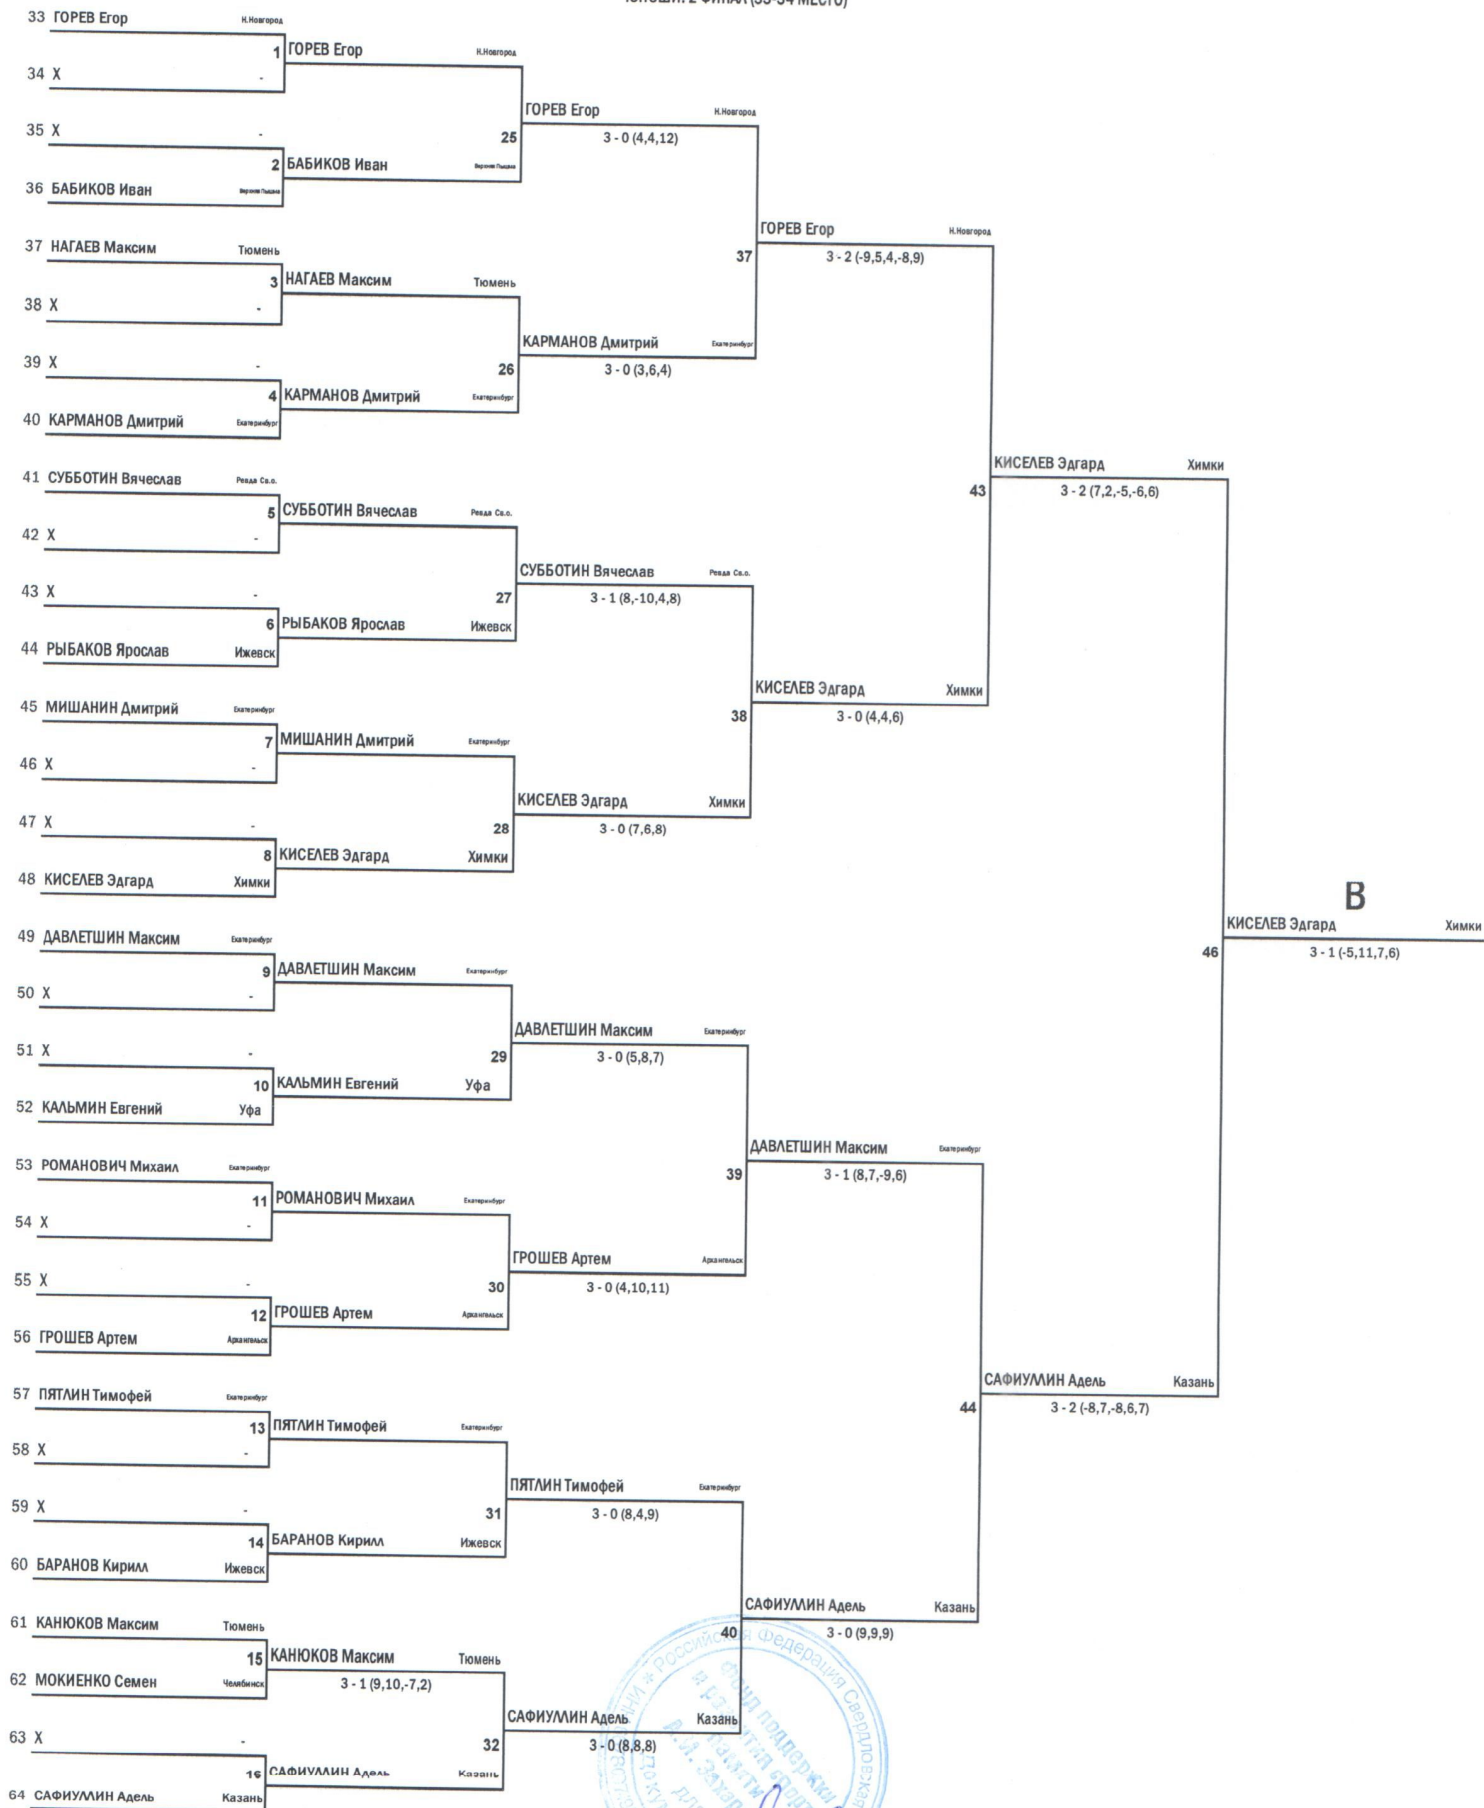 33 ГОРЕВ Егор Н.Новгород
1 ГОРЕВ Егор Н.Новгород
34 X -
ГОРЕВ Егор Н.Новгород
35 X -
25 3 - 0 (4,4,12)
2 БАБИКОВ Иван Верхняя Пышма
36 БАБИКОВ Иван Верхняя Пышма
ГОРЕВ Егор Н.Новгород
37 НАГАЕВ Максим Тюмень
37 3 - 2 (-9,5,4,-8,9)
3 НАГАЕВ Максим Тюмень
38 X -
КАРМАНОВ Дмитрий Екатеринбург
39 X -
26 3 - 0 (3,6,4)
4 КАРМАНОВ Дмитрий Екатеринбург
40 КАРМАНОВ Дмитрий Екатеринбург
КИСЕЛЕВ Эдгард Химки
41 СУББОТИН Вячеслав Ревда Св.о.
43 3 - 2 (7,2,-5,-6,6)
5 СУББОТИН Вячеслав Ревда Св.о.
42 X -
СУББОТИН Вячеслав Ревда Св.о.
43 X -
27 3 - 1 (8,-10,4,8)
6 РЫБАКОВ Ярослав Ижевск
44 РЫБАКОВ Ярослав Ижевск
КИСЕЛЕВ Эдгард Химки
45 МИШАНИН Дмитрий Екатеринбург
38 3 - 0 (4,4,6)
7 МИШАНИН Дмитрий Екатеринбург
46 X -
КИСЕЛЕВ Эдгард Химки
47 X -
28 3 - 0 (7,6,8)
8 КИСЕЛЕВ Эдгард Химки
48 КИСЕЛЕВ Эдгард Химки
В
КИСЕЛЕВ Эдгард Химки
49 ДАВЛЕТШИН Максим Екатеринбург
46 3 - 1 (-5,11,7,6)
9 ДАВЛЕТШИН Максим Екатеринбург
50 X -
ДАВЛЕТШИН Максим Екатеринбург
51 X -
29 3 - 0 (5,8,7)
10 КАЛЬМИН Евгений Уфа
52 КАЛЬМИН Евгений Уфа
ДАВЛЕТШИН Максим Екатеринбург
53 РОМАНОВИЧ Михаил Екатеринбург
39 3 - 1 (8,7,-9,6)
11 РОМАНОВИЧ Михаил Екатеринбург
54 X -
ГРОШЕВ Артем Архангельск
55 X -
30 3 - 0 (4,10,11)
12 ГРОШЕВ Артем Архангельск
56 ГРОШЕВ Артем Архангельск
САФИУЛЛИН Адель Казань
57 ПЯТЛИН Тимофей Екатеринбург
44 3 - 2 (-8,7,-8,6,7)
13 ПЯТЛИН Тимофей Екатеринбург
58 X -
ПЯТЛИН Тимофей Екатеринбург
59 X -
31 3 - 0 (8,4,9)
14 БАРАНОВ Кирилл Ижевск
60 БАРАНОВ Кирилл Ижевск
САФИУЛЛИН Адель Казань
61 КАНЮКОВ Максим Тюмень
40 3 - 0 (9,9,9)
15 КАНЮКОВ Максим Тюмень
62 МОКИЕНКО Семен Челябинск
3 - 1 (9,10,-7,2)
САФИУЛЛИН Адель Казань
63 X -
32 3 - 0 (8,8,8)
16 САФИУЛЛИН Адель Казань
64 САФИУЛЛИН Адель Казань
Российская Федерация Свердловская
Фонд поддержки
и развития спорта
памяти